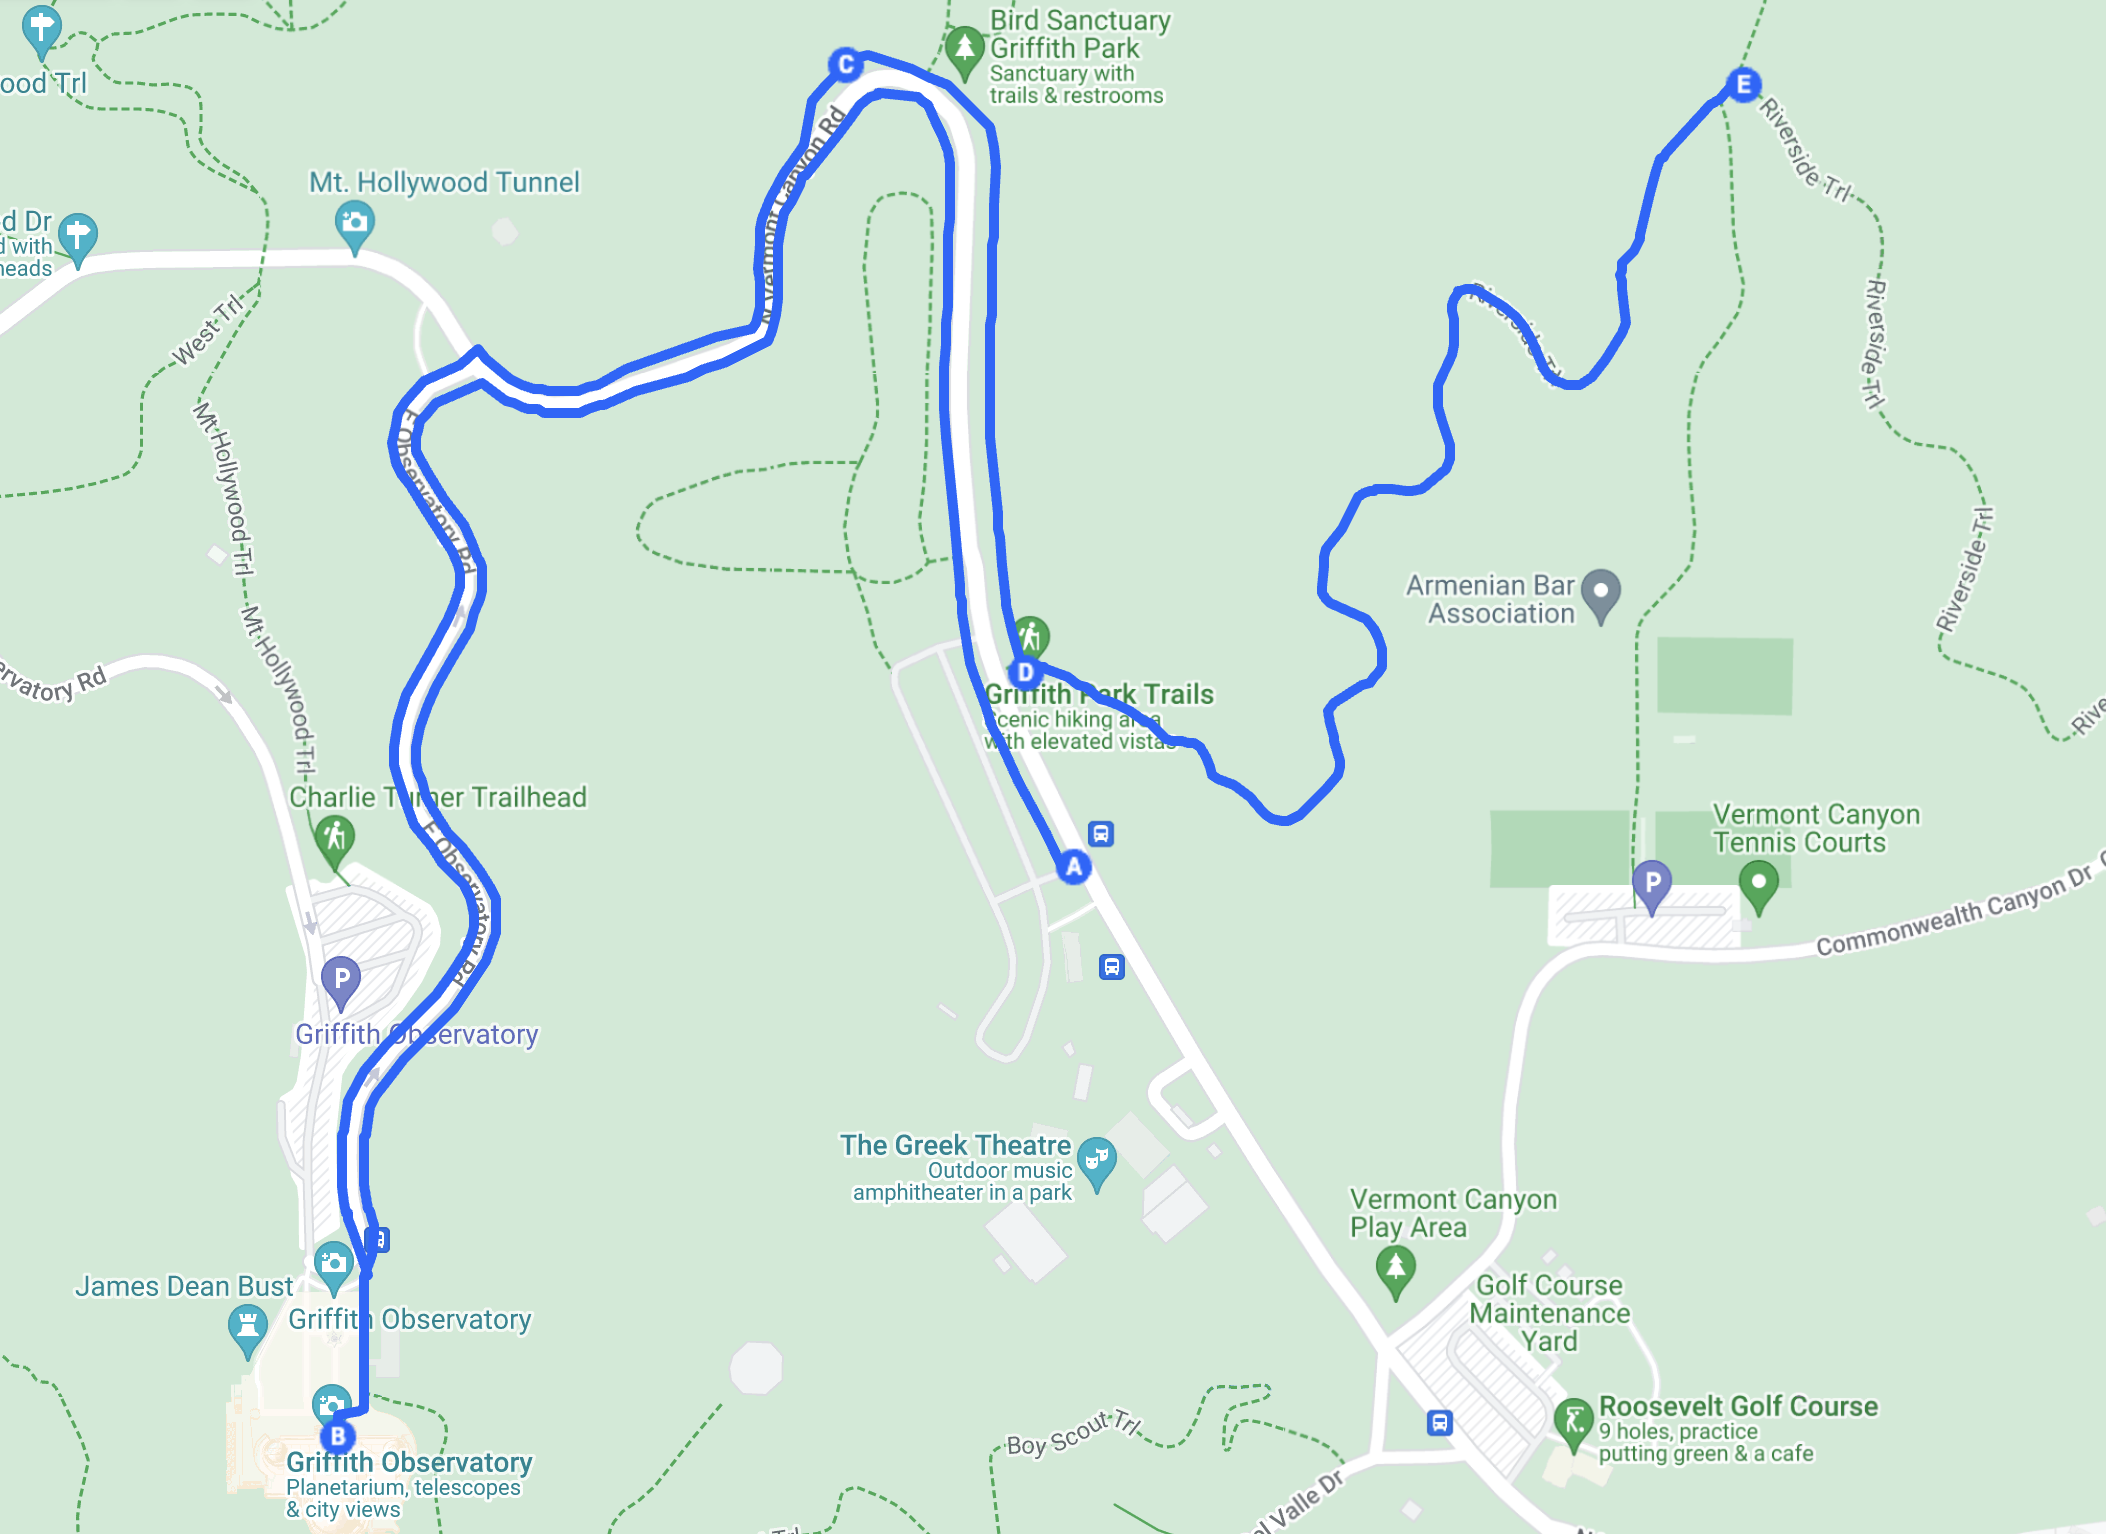 Bird Sanctuary
Griffith Park
Sanctuary with
trails & restrooms
C
E
ood Trl
N Vermont Canyon Rd
Riverside Trl
Mt. Hollywood Tunnel
d Dr
d with
heads
West Trl
Riverside Trl
Riverside Trl
Mt Hollywood Trl
E Observatory Rd
Riverside Trl
Armenian Bar
Association
Mt Hollywood Trl
ervatory Rd
D
Griffith Park Trails
Scenic hiking area
with elevated vistas
Charlie Turner Trailhead
E Observatory Rd
A
Vermont Canyon
Tennis Courts
P
Commonwealth Canyon Dr
P
Griffith Observatory
The Greek Theatre
Outdoor music
amphitheater in a park
Vermont Canyon
Play Area
James Dean Bust
Griffith Observatory
Golf Course
Maintenance
Yard
Boy Scout Trl
Roosevelt Golf Course
9 holes, practice
putting green & a cafe
B
Griffith Observatory
Planetarium, telescopes
& city views
ol Valle Dr